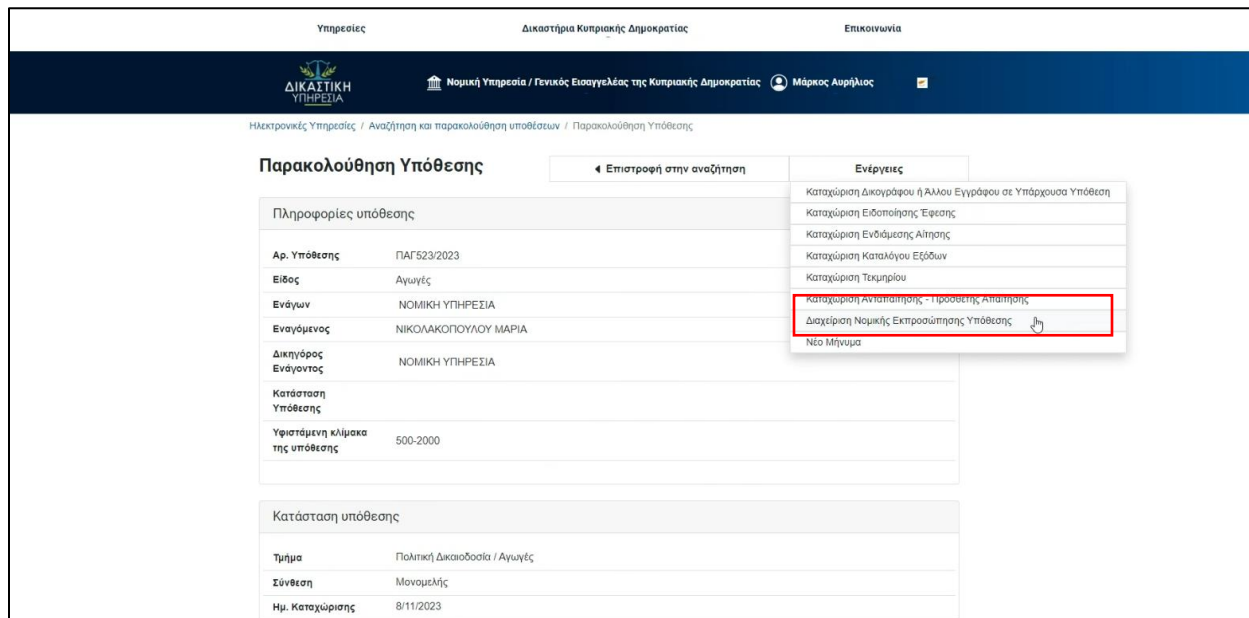 Υπηρεσίες
Δικαστήρια Κυπριακής Δημοκρατίας
Επικοινωνία
ΔΙΚΑΣΤΙΚΗ
ΥΠΗΡΕΣΙΑ
Νομική Υπηρεσία / Γενικός Εισαγγελέας της Κυπριακής Δημοκρατίας
Μάρκος Αυρήλιος
Ηλεκτρονικές Υπηρεσίες / Αναζήτηση και παρακολούθηση υποθέσεων / Παρακολούθηση Υπόθεσης
Παρακολούθηση Υπόθεσης
Επιστροφή στην αναζήτηση
Ενέργειες
Καταχώριση Δικογράφου ή Άλλου Εγγράφου σε Υπάρχουσα Υπόθεση
Καταχώριση Ειδοποίησης Έφεσης
Καταχώριση Ενδιάμεσης Αίτησης
Καταχώριση Καταλόγου Εξόδων
Καταχώριση Τεκμηρίου
Καταχώριση Ανταπαίτησης - Πρόσθετης Απαίτησης
Διαχείριση Νομικής Εκπροσώπησης Υπόθεσης
Νέο Μήνυμα
Πληροφορίες υπόθεσης
Αρ. Υπόθεσης ΠΑΓ523/2023
Είδος Αγωγές
Ενάγων ΝΟΜΙΚΗ ΥΠΗΡΕΣΙΑ
Εναγόμενος ΝΙΚΟΛΑΚΟΠΟΥΛΟΥ ΜΑΡΙΑ
Δικηγόρος
Ενάγοντος ΝΟΜΙΚΗ ΥΠΗΡΕΣΙΑ
Κατάσταση
Υπόθεσης
Υφιστάμενη κλίμακα
της υπόθεσης 500-2000
Κατάσταση υπόθεσης
Τμήμα Πολιτική Δικαιοδοσία / Αγωγές
Σύνθεση Μονομελής
Ημ. Καταχώρισης 8/11/2023